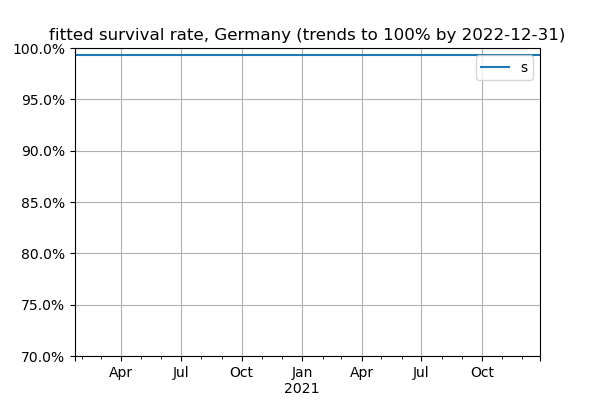 fitted survival rate, Germany (trends to 100% by 2022-12-31)
100.0%
s
95.0%
90.0%
85.0%
80.0%
75.0%
70.0%
Apr Jul Oct Jan Apr Jul Oct
2021